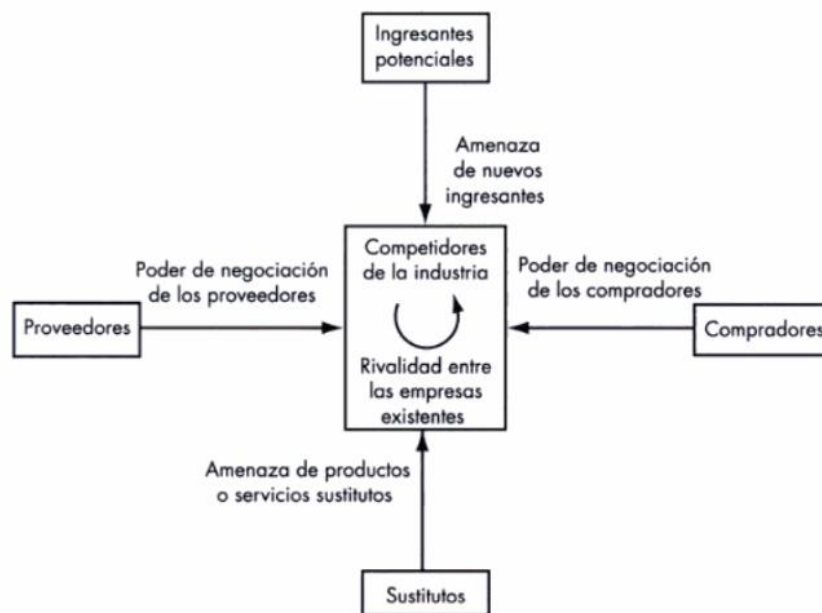 Ingresantes
potenciales
Amenaza
de nuevos
ingresantes
Competidores
de la industria
Poder de negociación
de los proveedores
Poder de negociación
de los compradores
Proveedores
Compradores
Rivalidad entre
las empresas
existentes
Amenaza de productos
o servicios sustitutos
Sustitutos